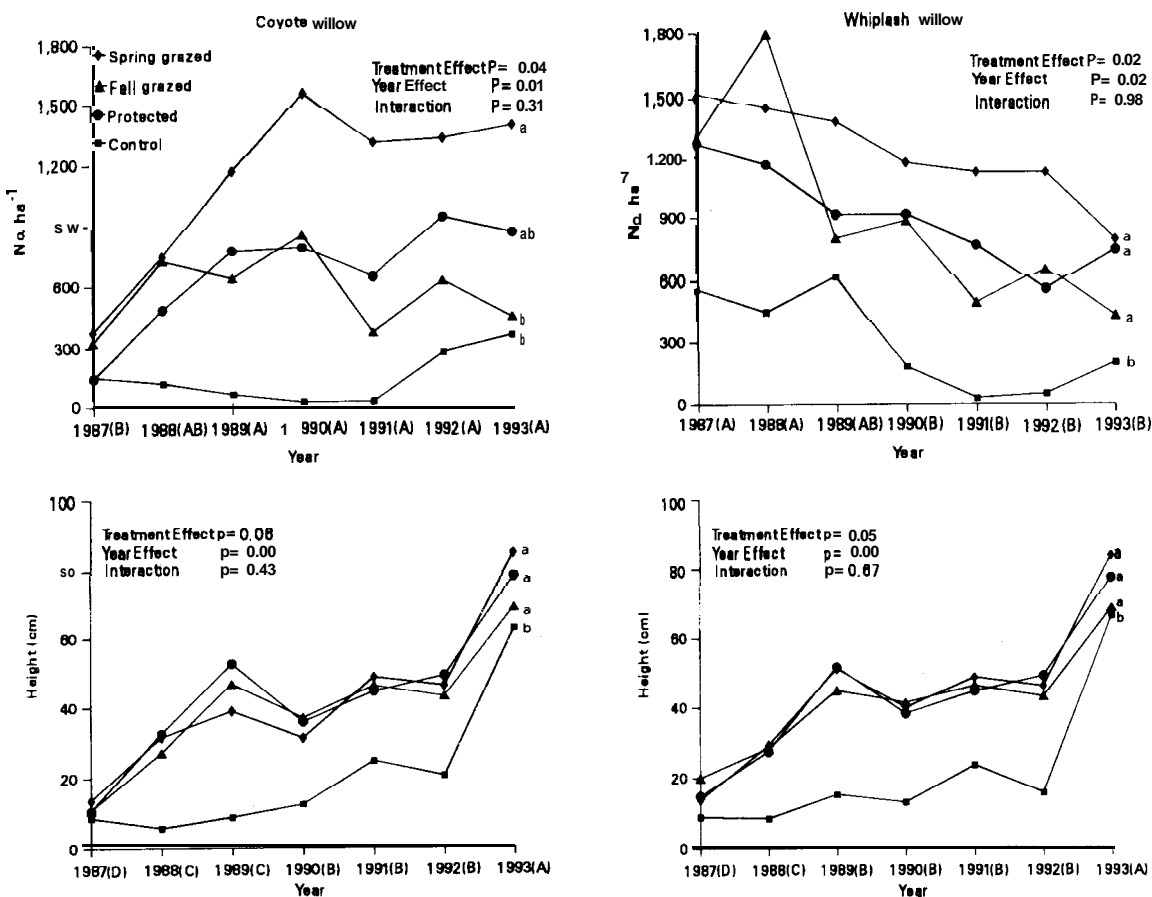 Coyote willow
1,800
Spring grazed
Fall grazed
Protected
Control
Treatment Effect P= 0.04
Year Effect P= 0.01
Interaction P= 0.31
1,500
1,200
s w -
600
300
0
No. ha-1
a
ab
b
b
1987(B) 1988(AB) 1989(A) 1 990(A) 1991(A) 1992(A) 1993(A)
Year
Whiplash willow
1,800
Treatment Effect P= 0.02
Year Effect P= 0.02
Interaction P= 0.98
1,500
1,200-
900
600
300
0
No. ha 7
a
a
a
b
1987(A) 1988(A) 1989(AB) 1990(B) 1991(B) 1992(B) 1993(B)
Year
100
Treatment Effect p= 0.08
Year Effect p= 0.00
Interaction p= 0.43
so
60
40
20
0
Height (cm)
a
a
a
b
1987(D) 1988(C) 1989(C) 1990(B) 1991(B) 1992(B) 1993(A)
Year
100
Treatment Effect p= 0.05
Year Effect p= 0.00
Interaction p= 0.67
80
60
40
20
0
Height (cm)
a
a
a
b
1987(D) 1988(C) 1989(B) 1990(B) 1991(B) 1992(B) 1993(A)
Year